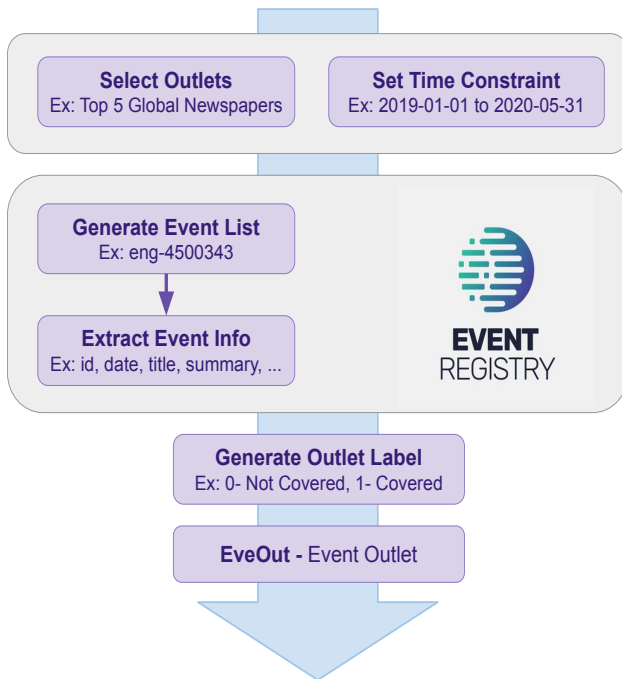 Select Outlets
Ex: Top 5 Global Newspapers
Set Time Constraint
Ex: 2019-01-01 to 2020-05-31
Generate Event List
Ex: eng-4500343
Extract Event Info
Ex: id, date, title, summary, ...
EVENT
REGISTRY
Generate Outlet Label
Ex: 0- Not Covered, 1- Covered
EveOut - Event Outlet